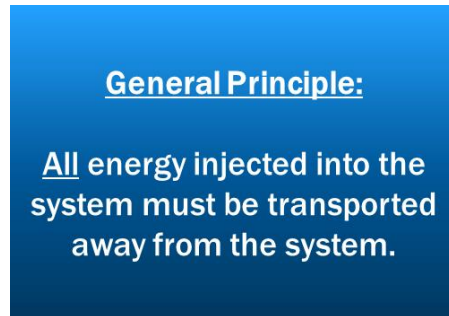 General Principle:
All energy injected into the
system must be transported
away from the system.